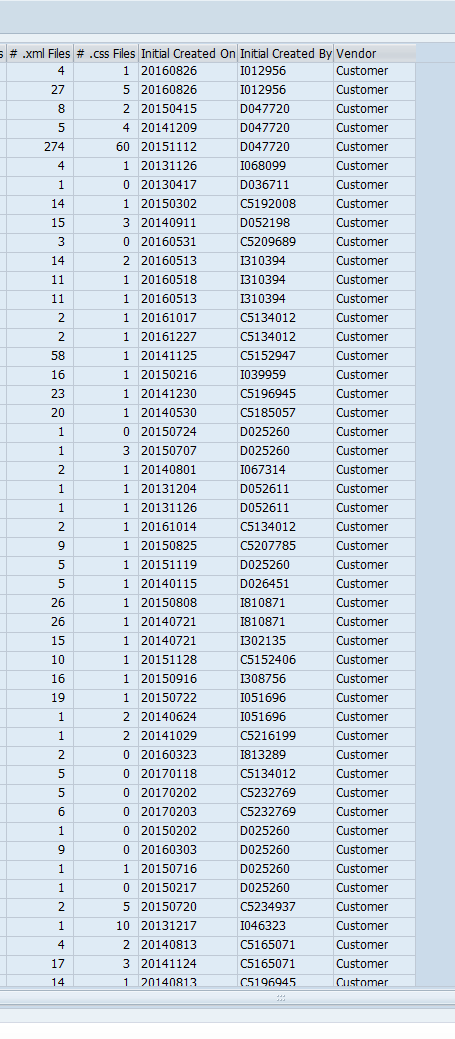 s # .xml Files # .css Files Initial Created On Initial Created By Vendor
4 1 20160826 I012956 Customer
27 5 20160826 I012956 Customer
8 2 20150415 D047720 Customer
5 4 20141209 D047720 Customer
274 60 20151112 D047720 Customer
4 1 20131126 I068099 Customer
1 0 20130417 D036711 Customer
14 1 20150302 C5192008 Customer
15 3 20140911 D052198 Customer
3 0 20160531 C5209689 Customer
14 2 20160513 I310394 Customer
11 1 20160518 I310394 Customer
11 1 20160513 I310394 Customer
2 1 20161017 C5134012 Customer
2 1 20161227 C5134012 Customer
58 1 20141125 C5152947 Customer
16 1 20150216 I039959 Customer
23 1 20141230 C5196945 Customer
20 1 20140530 C5185057 Customer
1 0 20150724 D025260 Customer
1 3 20150707 D025260 Customer
2 1 20140801 I067314 Customer
1 1 20131204 D052611 Customer
1 1 20131126 D052611 Customer
2 1 20161014 C5134012 Customer
9 1 20150825 C5207785 Customer
5 1 20151119 D025260 Customer
5 1 20140115 D026451 Customer
26 1 20150808 I810871 Customer
26 1 20140721 I810871 Customer
15 1 20140721 I302135 Customer
10 1 20151128 C5152406 Customer
16 1 20150916 I308756 Customer
19 1 20150722 I051696 Customer
1 2 20140624 I051696 Customer
1 2 20141029 C5216199 Customer
2 0 20160323 I813289 Customer
5 0 20170118 C5134012 Customer
5 0 20170202 C5232769 Customer
6 0 20170203 C5232769 Customer
1 0 20150202 D025260 Customer
9 0 20160303 D025260 Customer
1 1 20150716 D025260 Customer
1 0 20150217 D025260 Customer
2 5 20150720 C5234937 Customer
1 10 20131217 I046323 Customer
4 2 20140813 C5165071 Customer
17 3 20141124 C5165071 Customer
14 1 20140813 C5196945 Customer